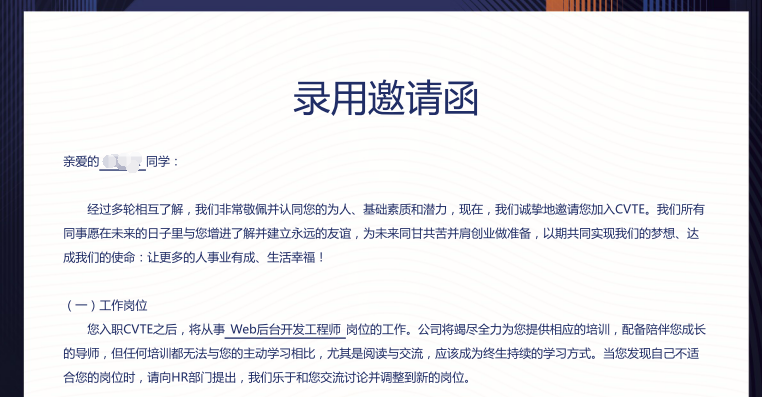 录用邀请函
亲爱的 同学：
经过多轮相互了解，我们非常敬佩并认同您的为人、基础素质和潜力，现在，我们诚挚地邀请您加入CVTE。我们所有
同事愿在未来的日子里与您增进了解并建立永远的友谊，为未来同甘共苦并肩创业做准备，以期共同实现我们的梦想、达
成我们的使命：让更多的人事业有成、生活幸福！
（一）工作岗位
您入职CVTE之后，将从事 Web后台开发工程师 岗位的工作。公司将竭尽全力为您提供相应的培训，配备陪伴您成长
的导师，但任何培训都无法与您的主动学习相比，尤其是阅读与交流，应该成为终生持续的学习方式。当您发现自己不适
合您的岗位时，请向HR部门提出，我们乐于和您交流讨论并调整到新的岗位。